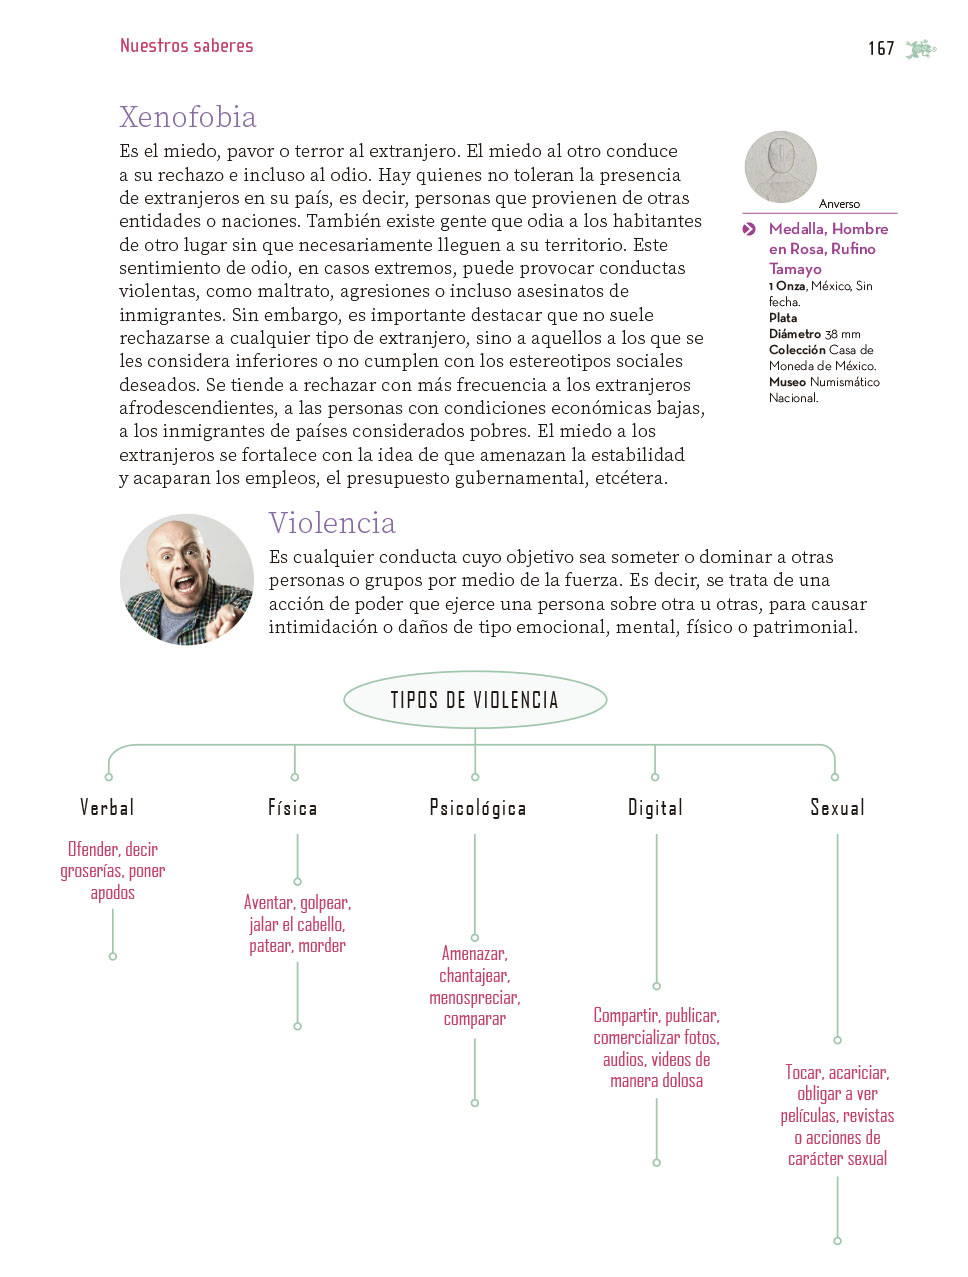 Nuestros saberes
167
Xenofobia
Es el miedo, pavor o terror al extranjero. El miedo al otro conduce
a su rechazo e incluso al odio. Hay quienes no toleran la presencia
de extranjeros en su país, es decir, personas que provienen de otras
entidades o naciones. También existe gente que odia a los habitantes
de otro lugar sin que necesariamente lleguen a su territorio. Este
sentimiento de odio, en casos extremos, puede provocar conductas
violentas, como maltrato, agresiones o incluso asesinatos de
inmigrantes. Sin embargo, es importante destacar que no suele
rechazarse a cualquier tipo de extranjero, sino a aquellos a los que se
les considera inferiores o no cumplen con los estereotipos sociales
deseados. Se tiende a rechazar con más frecuencia a los extranjeros
afrodescendientes, a las personas con condiciones económicas bajas,
a los inmigrantes de países considerados pobres. El miedo a los
extranjeros se fortalece con la idea de que amenazan la estabilidad
y acaparan los empleos, el presupuesto gubernamental, etcétera.
Anverso
Medalla, Hombre
en Rosa, Rufino
Tamayo
1 Onza, México, Sin
fecha.
Plata
Diámetro 38 mm
Colección Casa de
Moneda de México.
Museo Numismático
Nacional.
Violencia
Es cualquier conducta cuyo objetivo sea someter o dominar a otras
personas o grupos por medio de la fuerza. Es decir, se trata de una
acción de poder que ejerce una persona sobre otra u otras, para causar
intimidación o daños de tipo emocional, mental, físico o patrimonial.
TIPOS DE VIOLENCIA
Verbal
Ofender, decir
groserías, poner
apodos
Física
Aventar, golpear,
jalar el cabello,
patear, morder
Psicológica
Amenazar,
chantajear,
menospreciar,
comparar
Digital
Compartir, publicar,
comercializar fotos,
audios, videos de
manera dolosa
Sexual
Tocar, acariciar,
obligar a ver
películas, revistas
o acciones de
carácter sexual